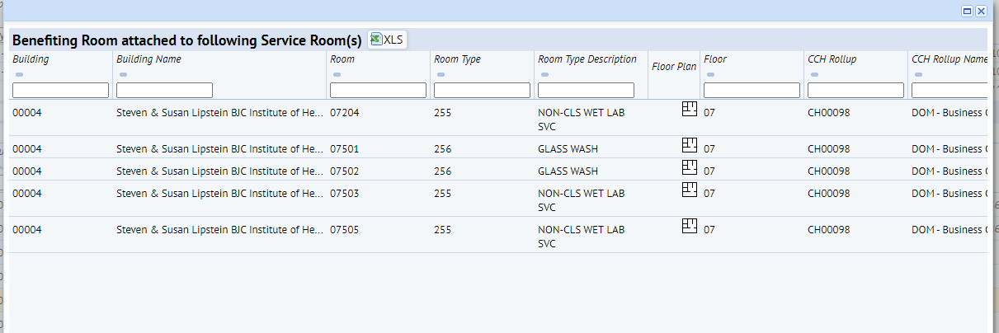 Benefiting Room attached to following Service Room(s) XLS
Building Building Name Room Room Type Room Type Description Floor Plan Floor CCH Rollup CCH Rollup Name
00004 Steven & Susan Lipstein BJC Institute of He... 07204 255 NON-CLS WET LAB 07 CH00098 DOM - Business
SVC
00004 Steven & Susan Lipstein BJC Institute of He... 07501 256 GLASS WASH 07 CH00098 DOM - Business
00004 Steven & Susan Lipstein BJC Institute of He... 07502 256 GLASS WASH 07 CH00098 DOM - Business
00004 Steven & Susan Lipstein BJC Institute of He... 07503 255 NON-CLS WET LAB 07 CH00098 DOM - Business
SVC
00004 Steven & Susan Lipstein BJC Institute of He... 07505 255 NON-CLS WET LAB 07 CH00098 DOM - Business
SVC